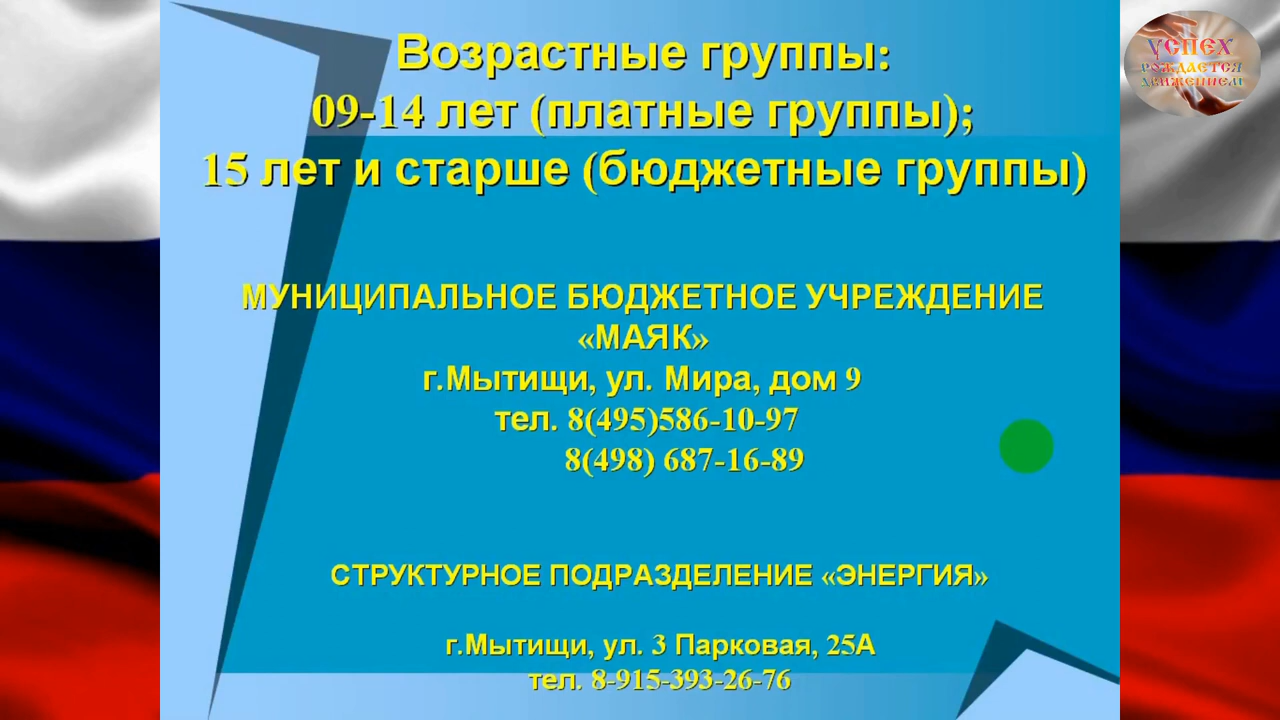 Возрастные группы:
09-14 лет (платные группы);
15 лет и старше (бюджетные группы)
МУНИЦИПАЛЬНОЕ БЮДЖЕТНОЕ УЧРЕЖДЕНИЕ
«МАЯК»
г.Мытищи, ул. Мира, дом 9
тел. 8(495)586-10-97
8(498) 687-16-89
СТРУКТУРНОЕ ПОДРАЗДЕЛЕНИЕ «ЭНЕРГИЯ»
г.Мытищи, ул. 3 Парковая, 25А
тел. 8-915-393-26-76
УСПЕХ
РОЖДАЕТСЯ
ДВИЖЕНИЕМ